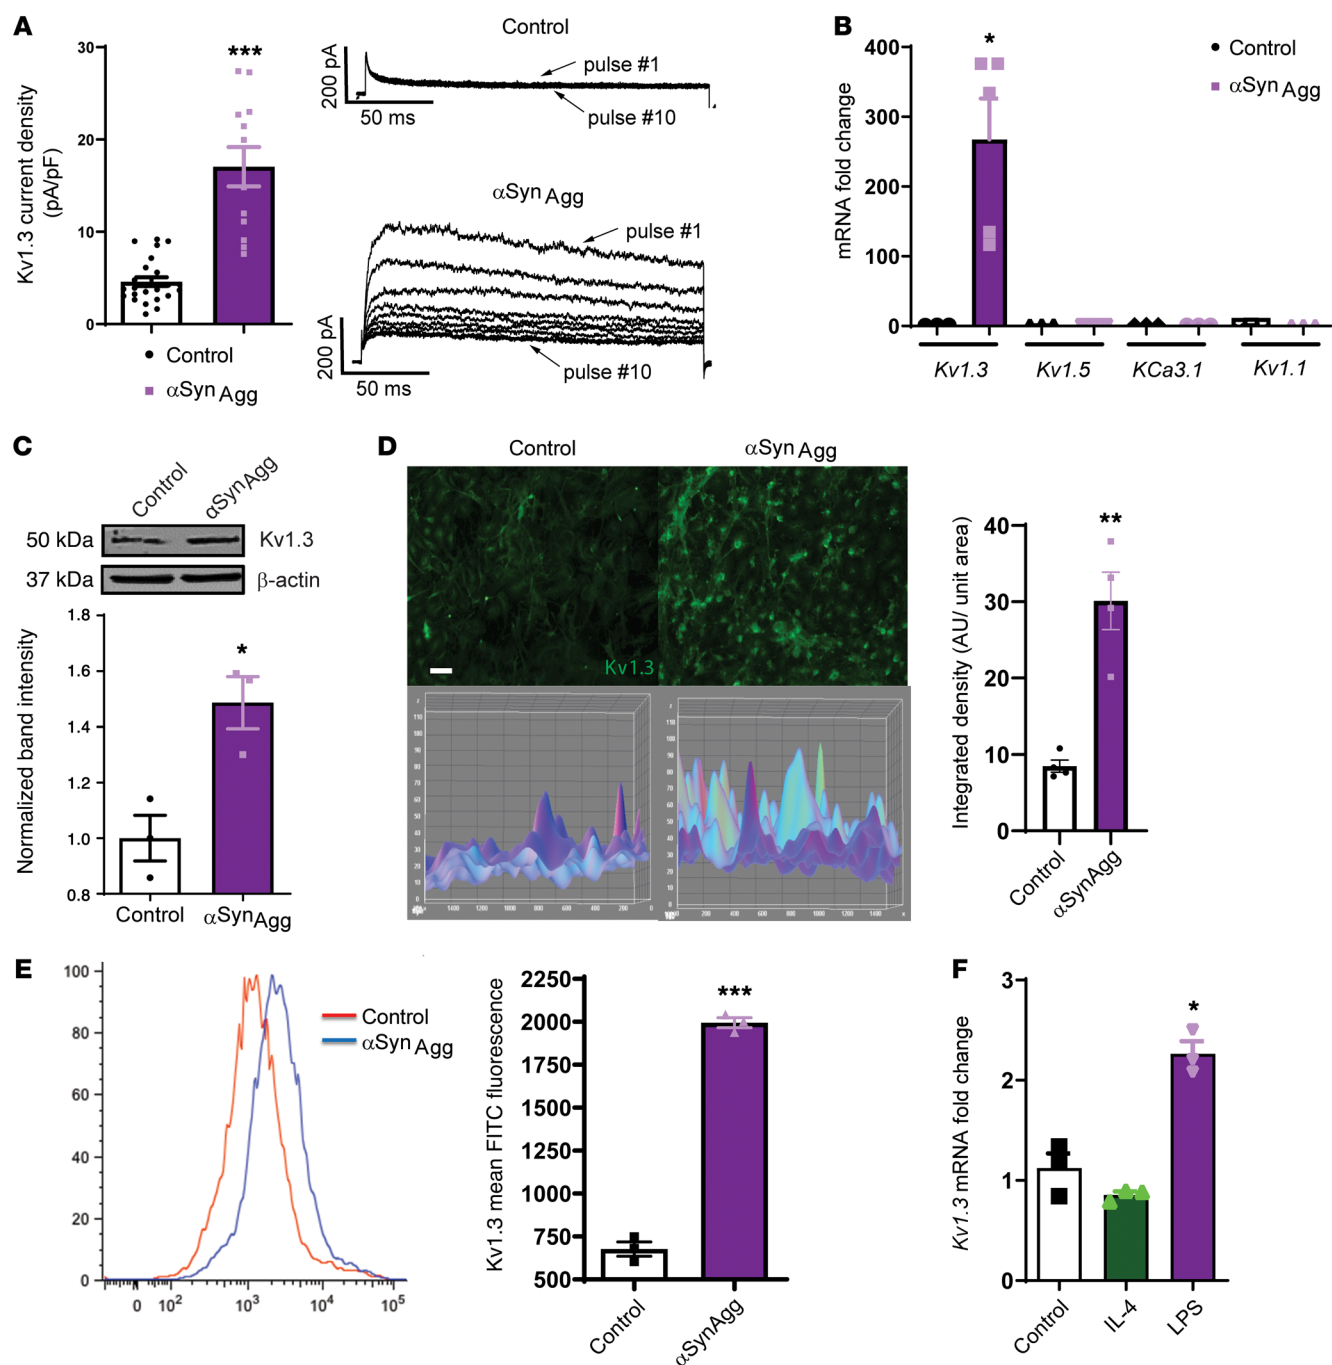 A
Kv1.3 current density
(pA/pF)
30
20
10
0
***
Control
αSyn Agg
Control
200 pA
50 ms
pulse #1
pulse #10
αSyn Agg
200 pA
50 ms
pulse #1
pulse #10
B
mRNA fold change
400
300
200
100
0
*
Control
αSyn Agg
Kv1.3
Kv1.5
KCa3.1
Kv1.1
C
Control
αSynAgg
50 kDa
Kv1.3
37 kDa
β-actin
Normalized band intensity
1.8
1.6
1.4
1.2
1.0
0.8
*
Control
αSynAgg
D
Control
αSyn Agg
Kv1.3
Integrated density (AU/ unit area)
40
30
20
10
0
**
Control
αSynAgg
E
100
80
60
40
20
0
0 10² 10³ 10⁴ 10⁵
Control
αSyn Agg
Kv1.3 mean FITC fluorescence
2250
2000
1750
1500
1250
1000
750
500
***
Control
αSynAgg
F
Kv1.3 mRNA fold change
3
2
1
0
*
Control
IL-4
LPS